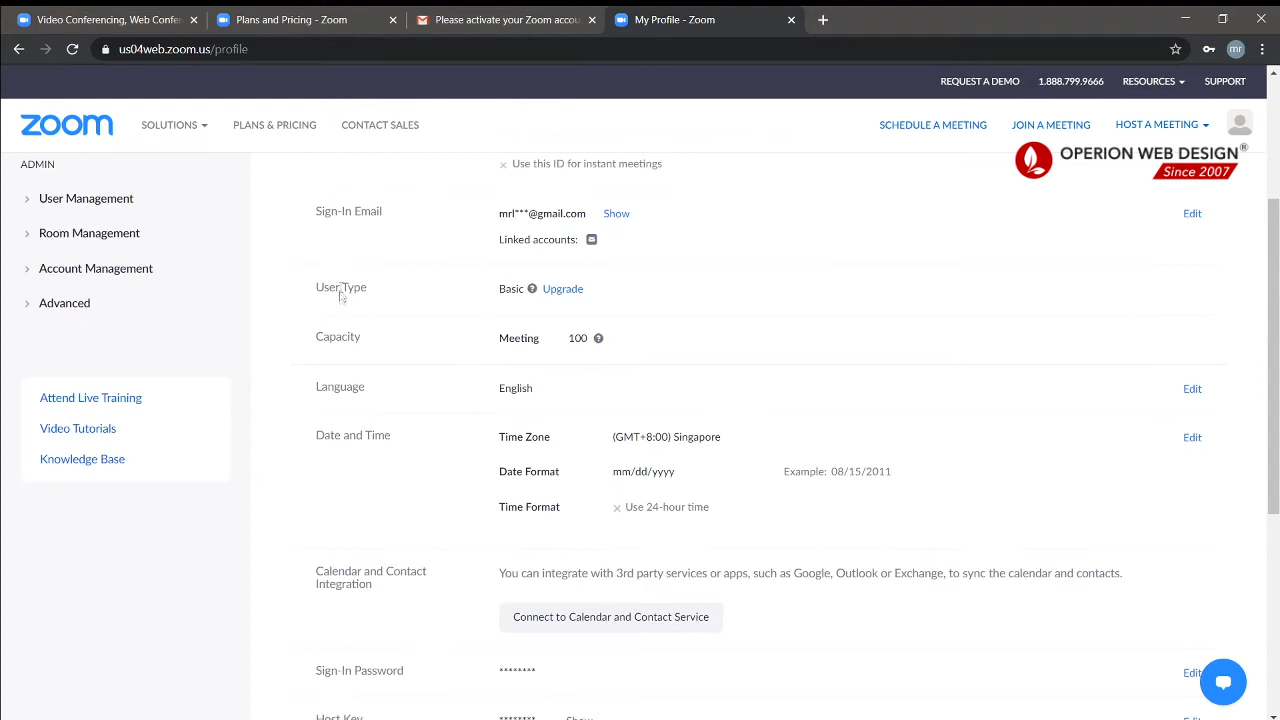 Video Conferencing, Web Confe
Plans and Pricing - Zoom
Please activate your Zoom accou
My Profile - Zoom
us04web.zoom.us/profile
mr
REQUEST A DEMO 1.888.799.9666 RESOURCES SUPPORT
zoom SOLUTIONS PLANS & PRICING CONTACT SALES SCHEDULE A MEETING JOIN A MEETING HOST A MEETING
OPERION WEB DESIGN®
Since 2007
ADMIN
User Management
Room Management
Account Management
Advanced
Attend Live Training
Video Tutorials
Knowledge Base
Use this ID for instant meetings
Sign-In Email mrl***@gmail.com Show Edit
Linked accounts:
User Type Basic Upgrade
Capacity Meeting 100
Language English Edit
Date and Time Time Zone (GMT+8:00) Singapore Edit
Date Format mm/dd/yyyy Example: 08/15/2011
Time Format Use 24-hour time
Calendar and Contact
Integration
You can integrate with 3rd party services or apps, such as Google, Outlook or Exchange, to sync the calendar and contacts.
Connect to Calendar and Contact Service
Sign-In Password ******** Edit
Host Key ******** Show Edit